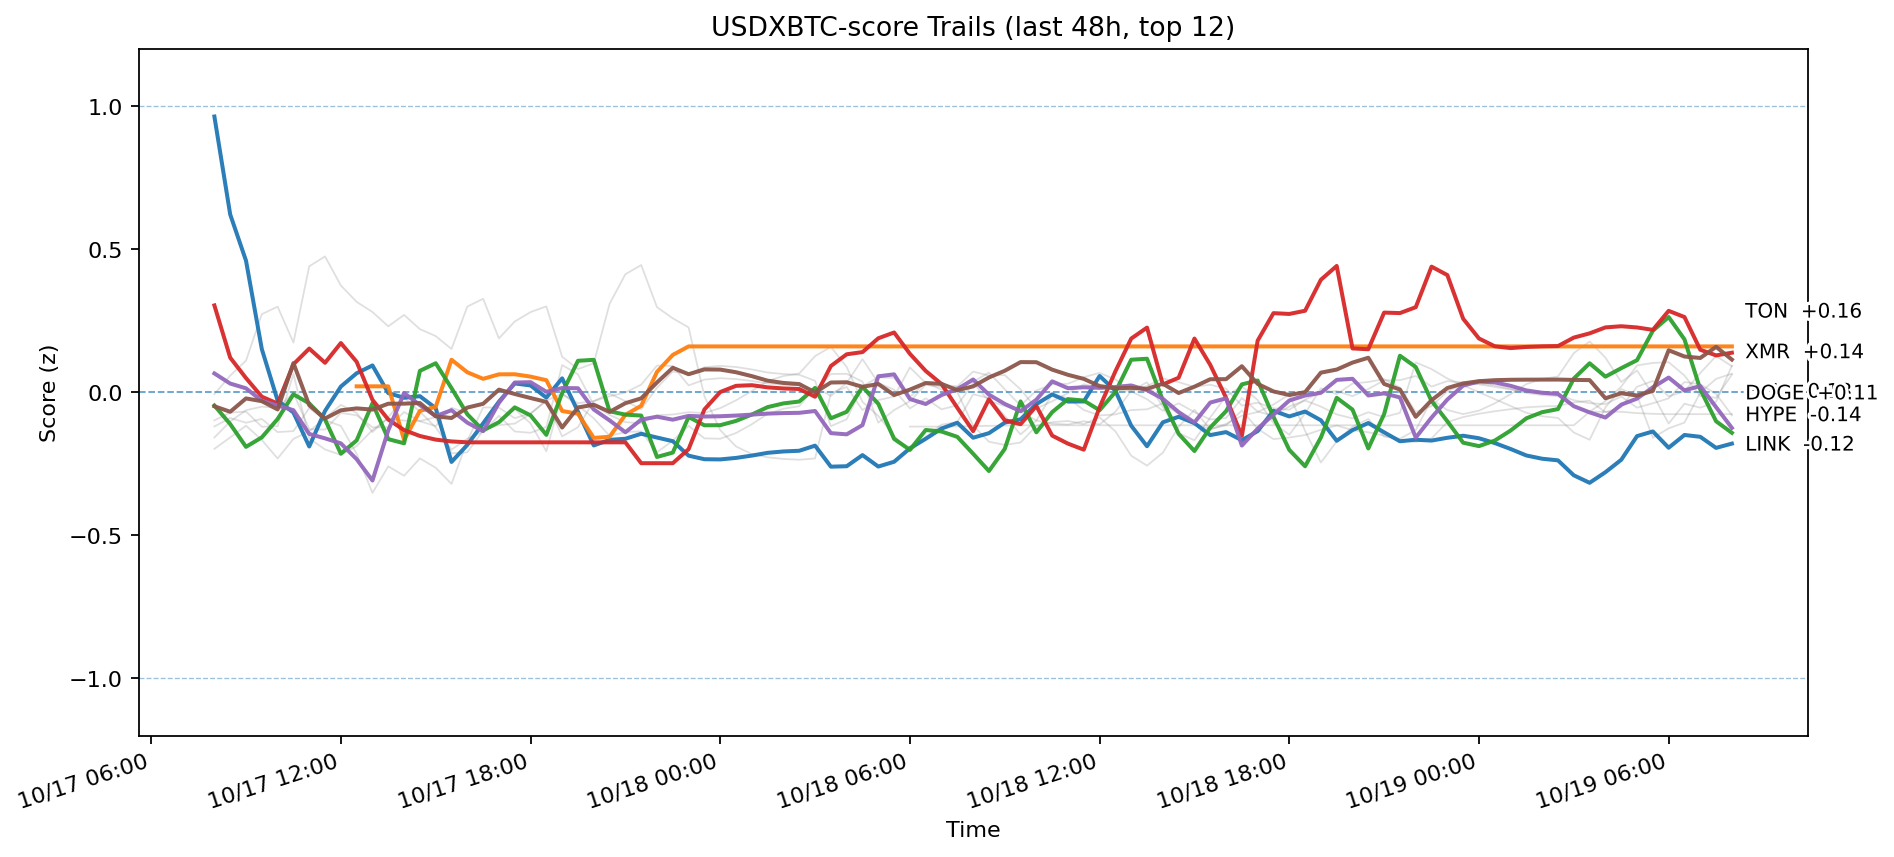 USDXBTC-score Trails (last 48h, top 12)
Score (z)
1.0
0.5
0.0
−0.5
−1.0
TON +0.16
XMR +0.14
DOGE +0.11
HYPE -0.14
LINK -0.12
10/17 06:00
10/17 12:00
10/17 18:00
10/18 00:00
10/18 06:00
10/18 12:00
10/18 18:00
10/19 00:00
10/19 06:00
Time